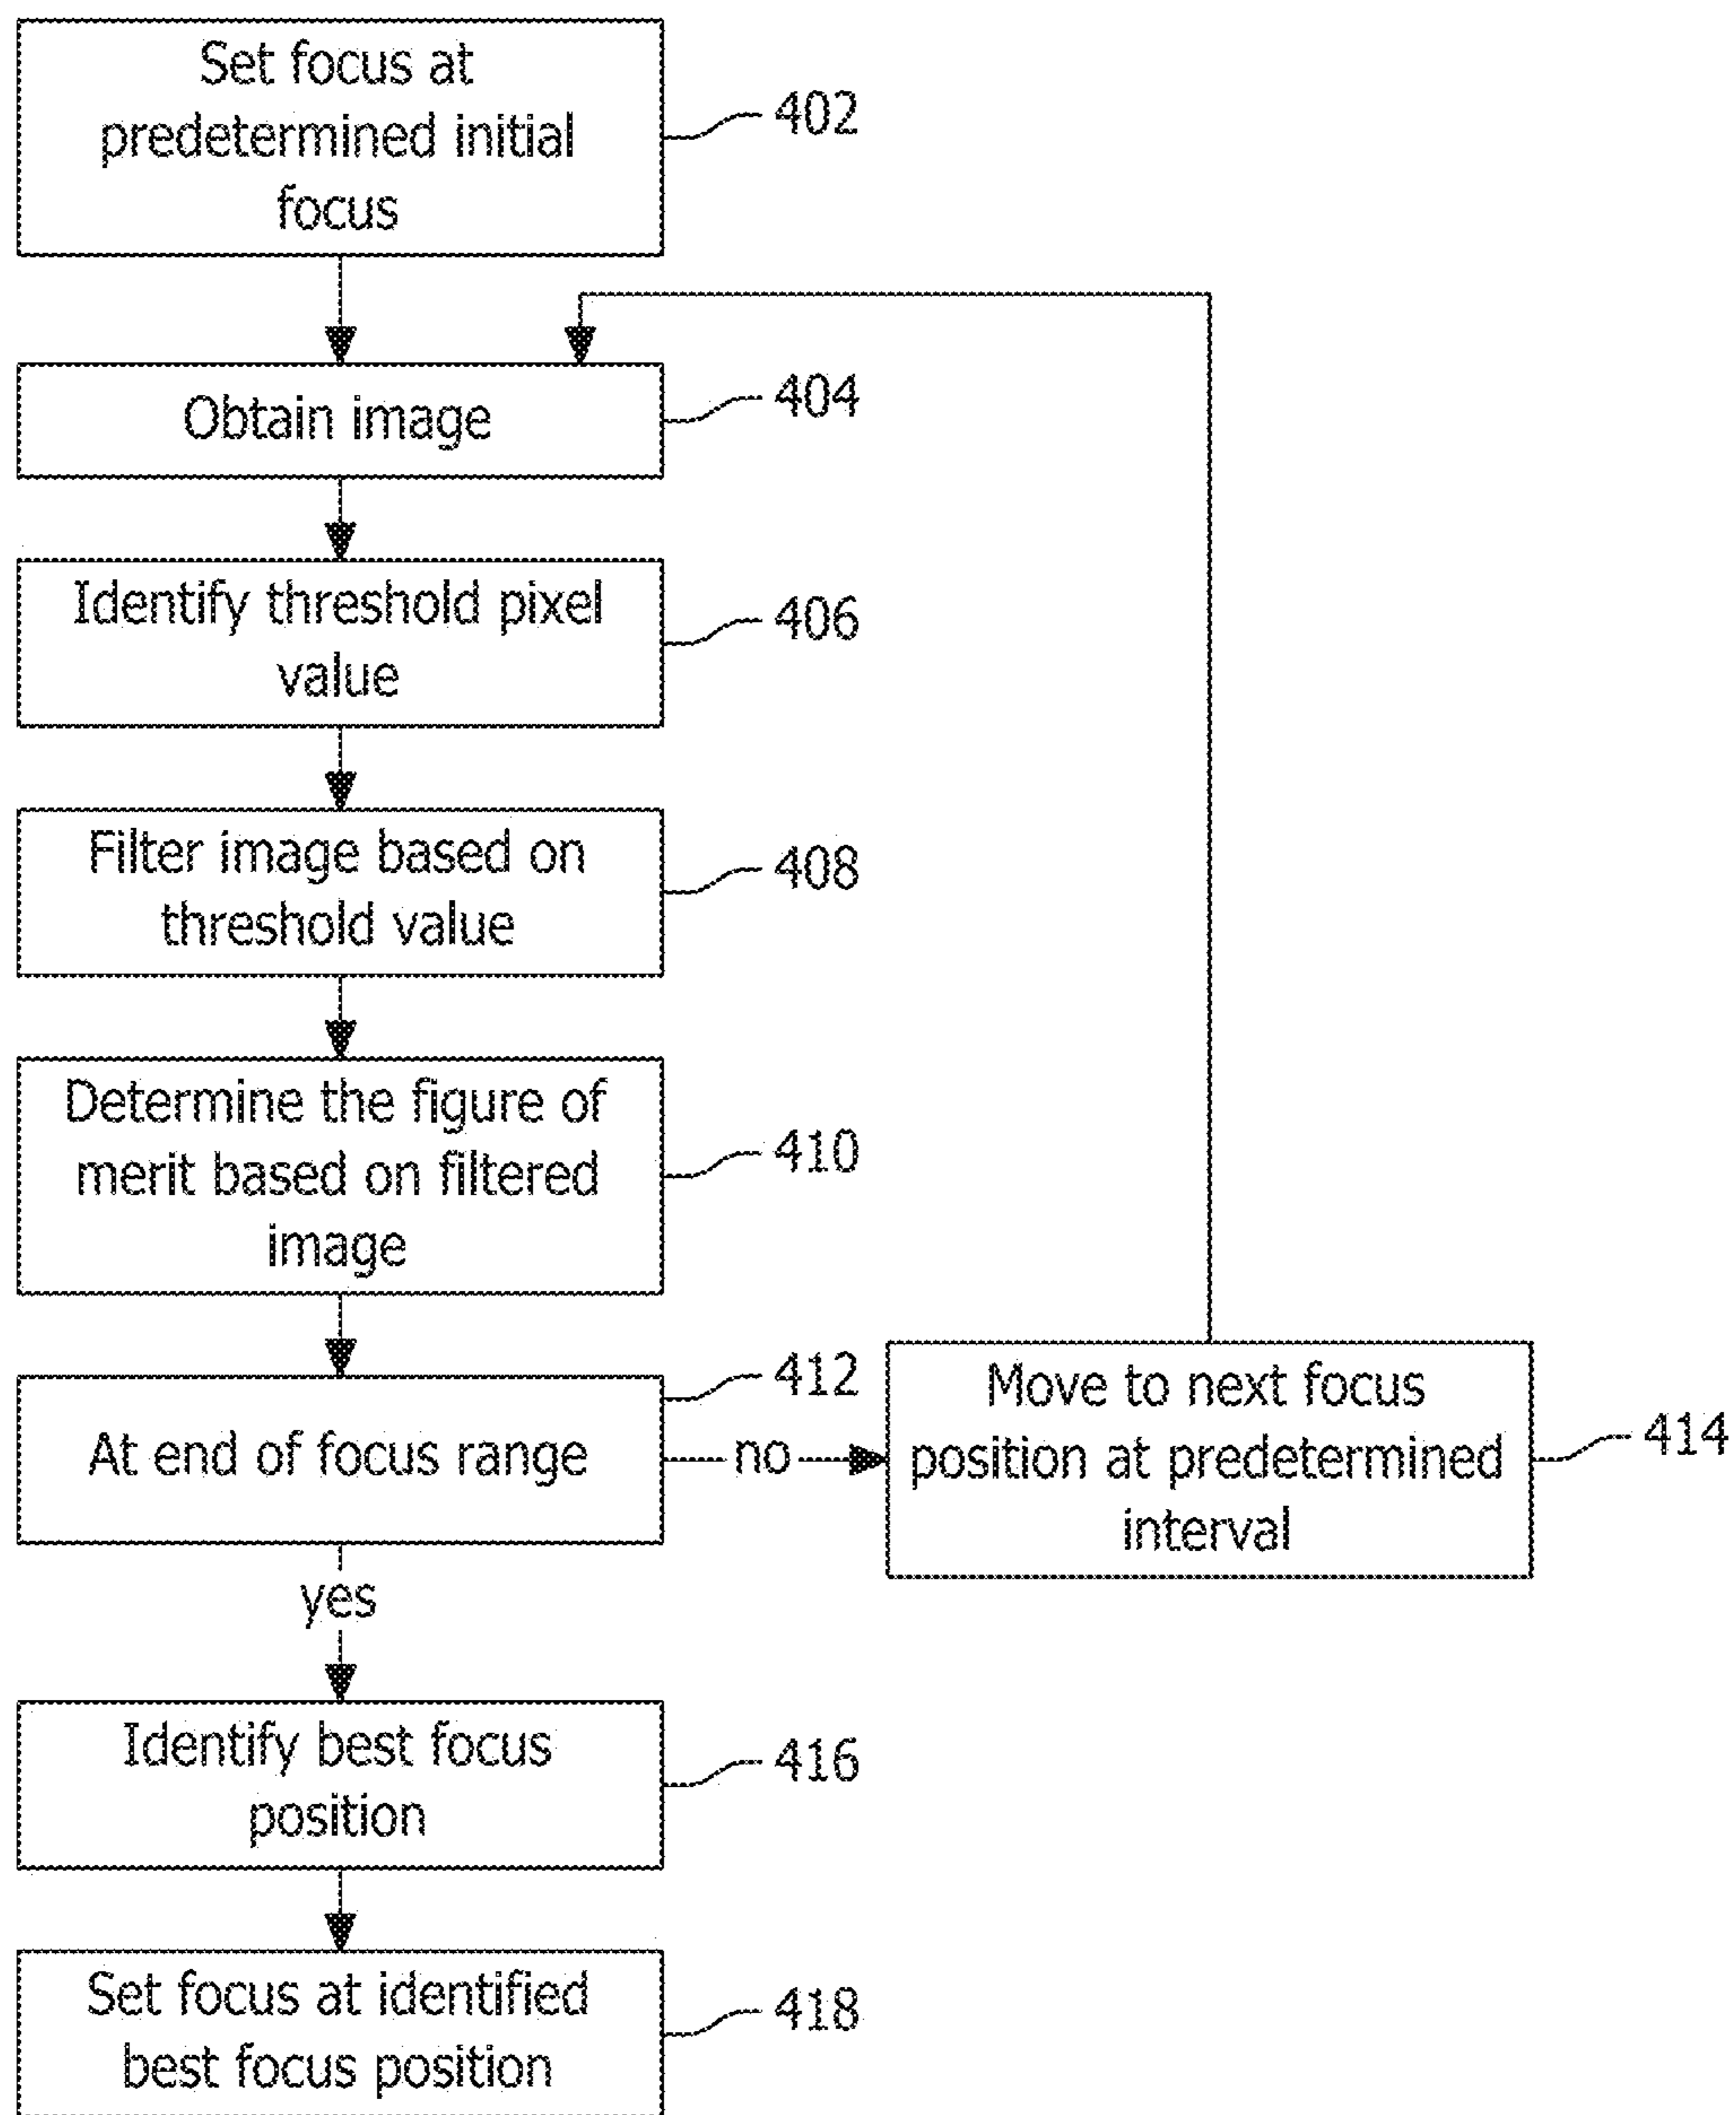 Set focus at
predetermined initial
focus
402
Obtain image
404
Identify threshold pixel
value
406
Filter image based on
threshold value
408
Determine the figure of
merit based on filtered
image
410
At end of focus range
412
no
Move to next focus
position at predetermined
interval
414
yes
Identify best focus
position
416
Set focus at identified
best focus position
418